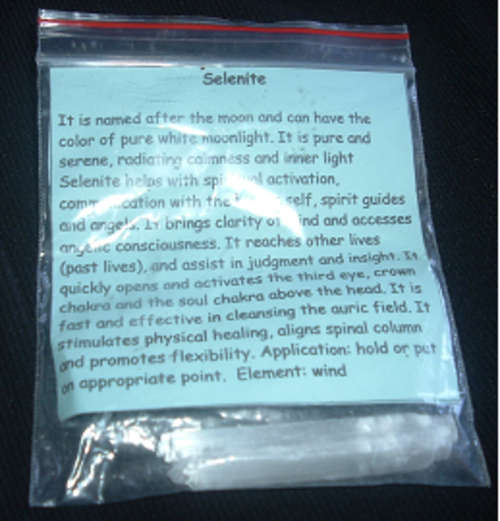 Selenite
It is named after the moon and can have the
color of pure white moonlight. It is pure and
serene, radiating calmness and inner light
Selenite helps with activation,
with the self, spirit guides
and angels. It brings clarity of and accesses
angelic consciousness. It reaches other lives
(past lives), and assist in judgment and insight. It
quickly opens and activates the third eye, crown
chakra and the soul chakra above the head. It is
fast and effective in cleansing the auric field. It
stimulates physical healing, aligns spinal column
and promotes flexibility. Application: hold or put
on appropriate point. Element: wind